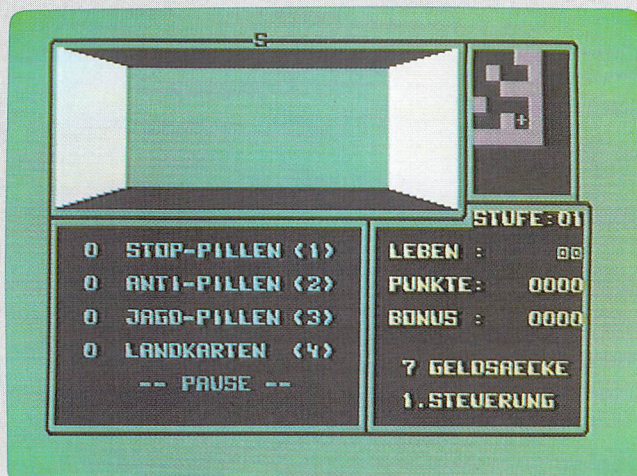 S
STUFE:01
0 STOP-PILLEN (1)
0 ANTI-PILLEN (2)
0 JAGD-PILLEN (3)
0 LANDKARTEN (4)
-- PAUSE --
LEBEN :
PUNKTE: 0000
BONUS : 0000
7 GELDSAECKE
1.STEUERUNG